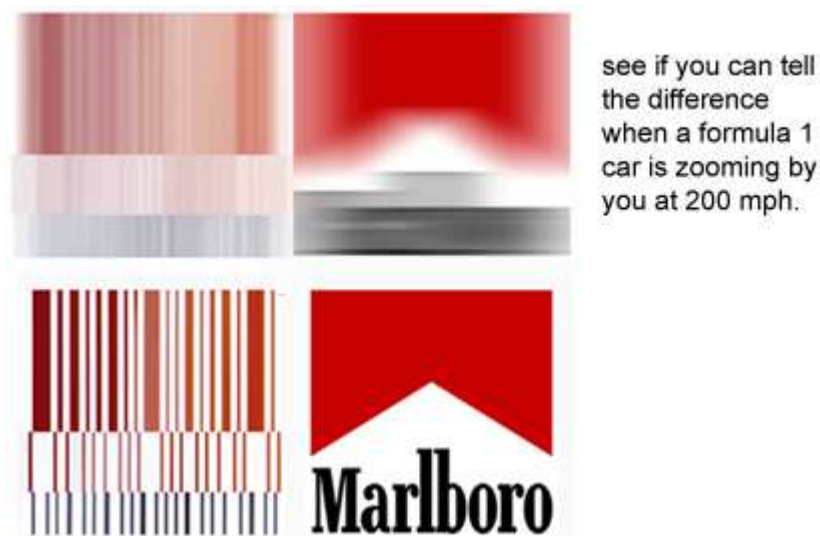 see if you can tell
the difference
when a formula 1
car is zooming by
you at 200 mph.
Marlboro